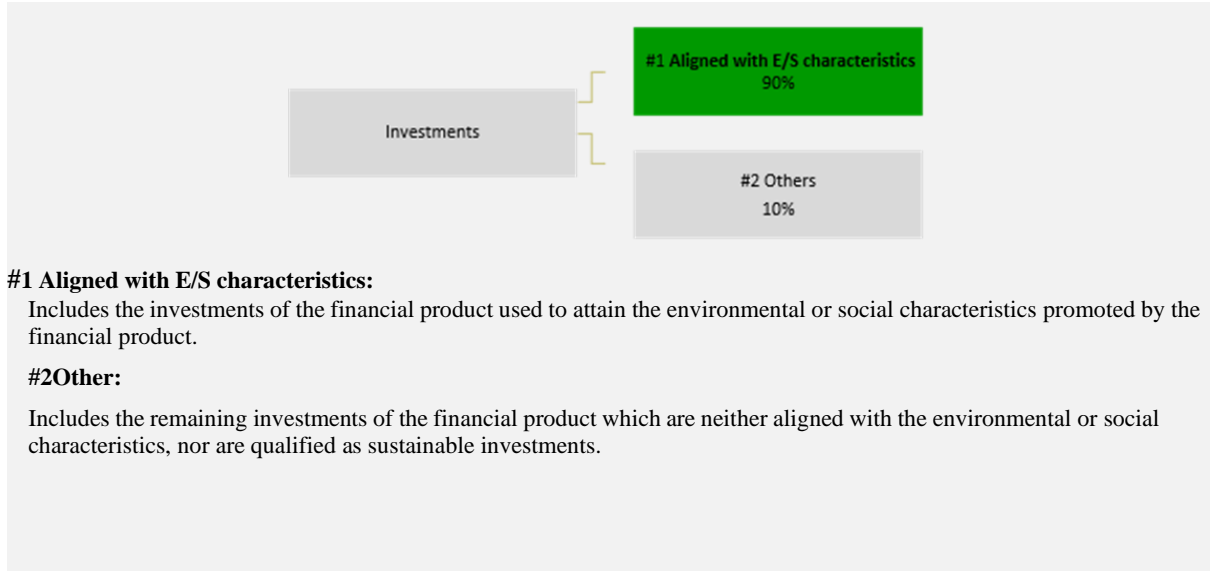 #1 Aligned with E/S characteristics
90%
Investments
#2 Others
10%
#1 Aligned with E/S characteristics:
Includes the investments of the financial product used to attain the environmental or social characteristics promoted by the
financial product.
#2Other:
Includes the remaining investments of the financial product which are neither aligned with the environmental or social
characteristics, nor are qualified as sustainable investments.